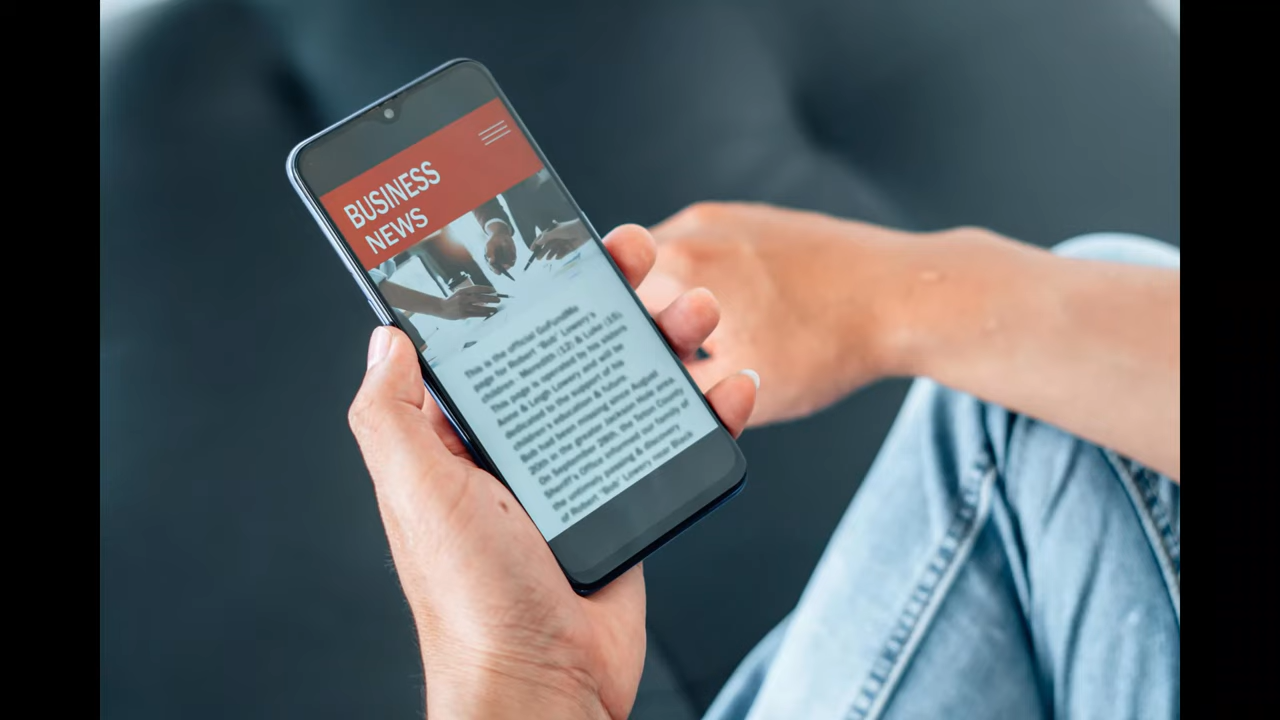 BUSINESS
NEWS
This is the official GoFundMe
page for Robert "Bob" Lowery's
children - Meredith (12) & Luke (15).
This page is operated by his sisters
Anne & Leigh Lowery and will be
dedicated to the support of his
children's education & future.
Bob had been missing since August
20th in the greater Jackson Hole area.
On September 28th, the Teton County
Sheriff's Office informed our family of
the untimely passing & discovery
of Robert "Bob" Lowery near Black